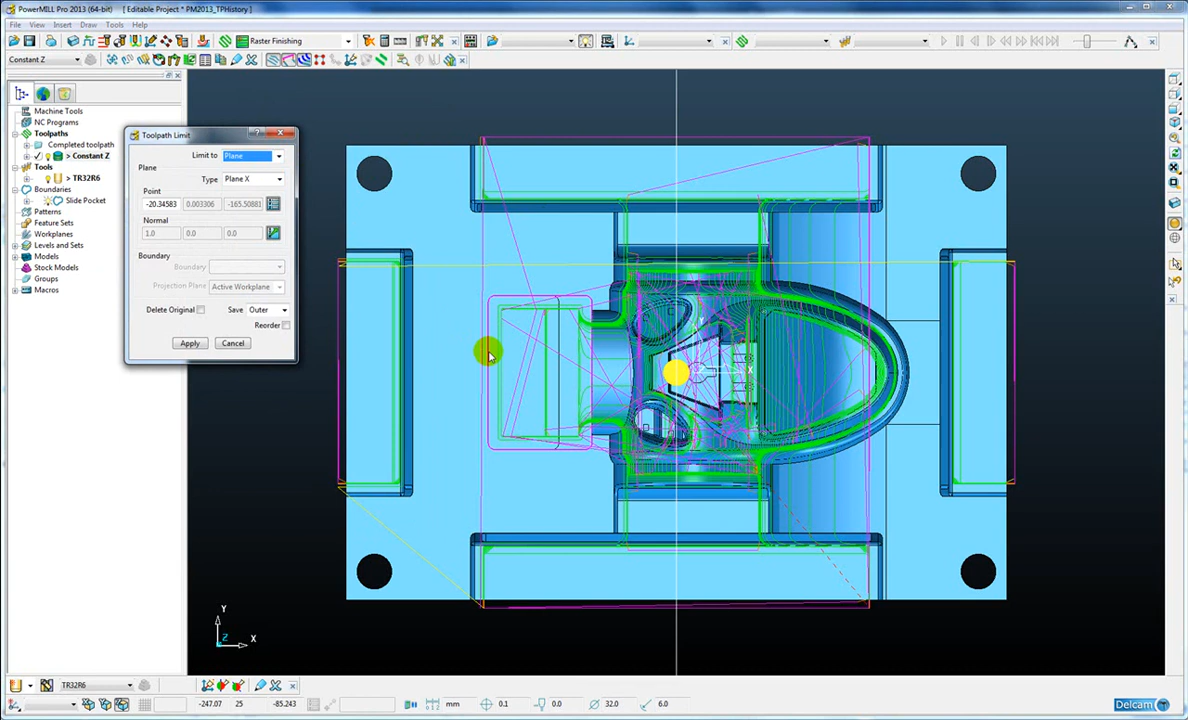 PowerMILL Pro 2013 (64-bit) [ Editable Project * PM2013_TPHistory ]
File View Insert Draw Tools Help
Raster Finishing
Constant Z
Machine Tools
NC Programs
Toolpaths
Completed toolpath
> Constant Z
Tools
> TR32R6
Boundaries
Slide Pocket
Patterns
Feature Sets
Workplanes
Levels and Sets
Models
Stock Models
Groups
Macros
Toolpath Limit
Limit to Plane
Plane
Type Plane X
Point
-20.34583 0.003306 -165.50881
Normal
1.0 0.0 0.0
Boundary
Boundary
Projection Plane Active Workplane
Delete Original Save Outer
Reorder
Apply Cancel
Y
X
Y
Z X
TR32R6
-247.07 25 -85.243 mm 0.1 0.0 32.0 6.0 Delcam